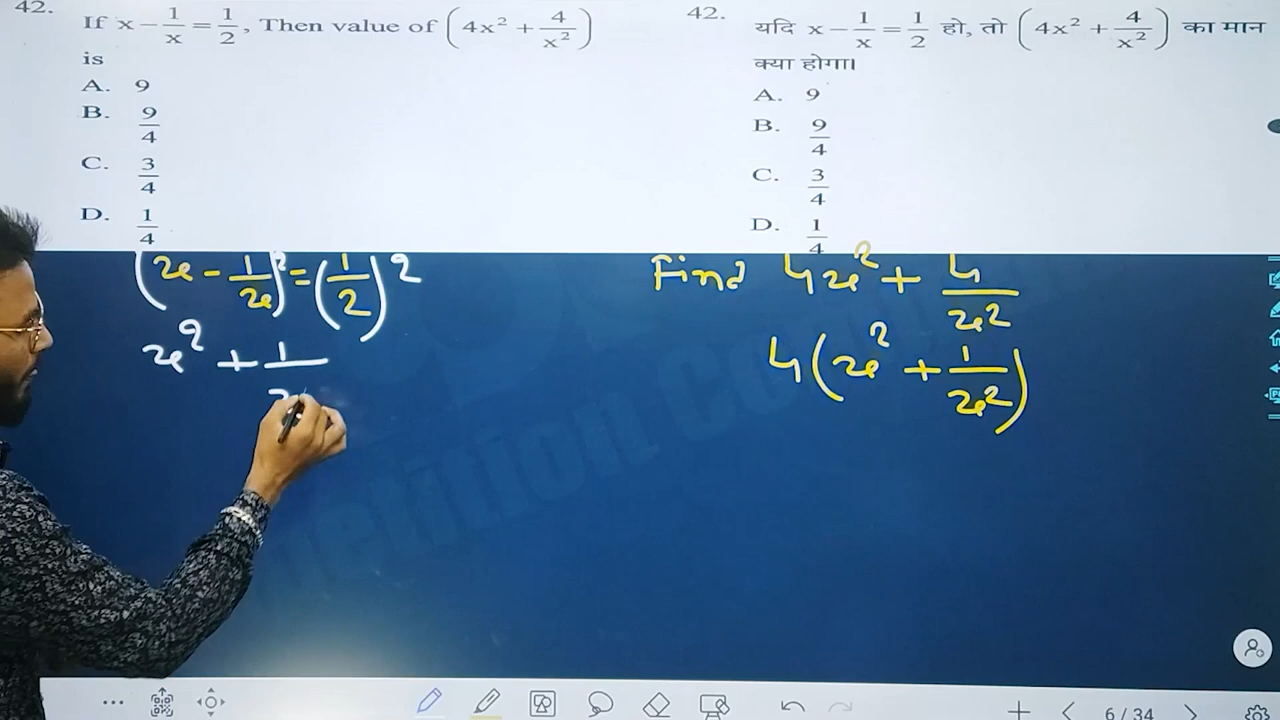 42.
If x − 1/x = 1/2, Then value of (4x² + 4/x²)
is
A. 9
B. 9/4
C. 3/4
D. 1/4
42. यदि x − 1/x = 1/2 हो, तो (4x² + 4/x²) का मान
क्या होगा।
A. 9
B. 9/4
C. 3/4
D. 1/4
(x − 1/x)² = (1/2)²
x² + 1/
Find 4x² + 4/x²
4(x² + 1/x²)
6 / 34